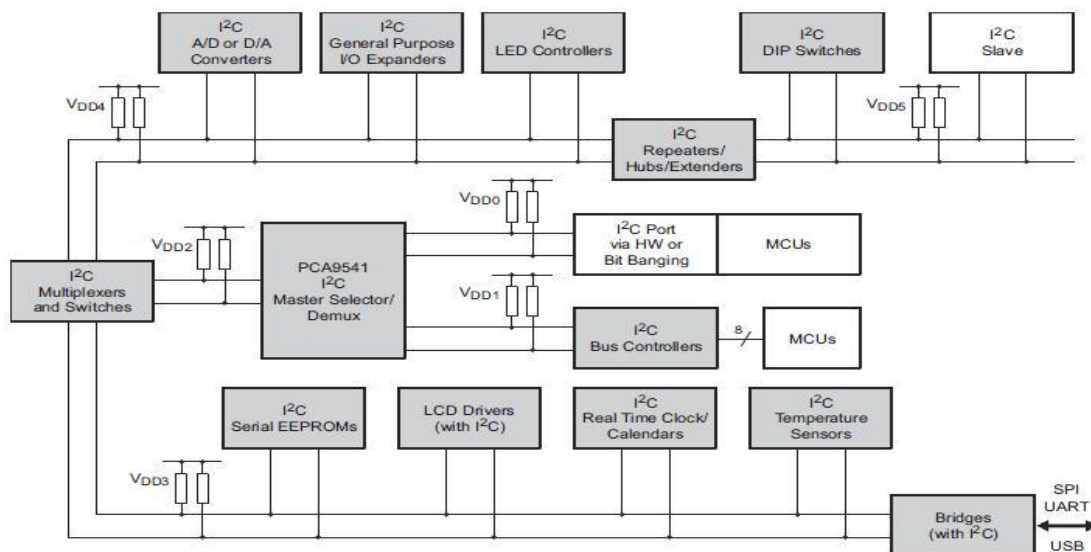 I²C
A/D or D/A
Converters
I²C
General Purpose
I/O Expanders
I²C
LED Controllers
I²C
DIP Switches
I²C
Slave
VDD4
VDD5
I²C
Repeaters/
Hubs/Extenders
VDD0
VDD2
PCA9541
I²C
Master Selector/
Demux
I²C Port
via HW or
Bit Banging
MCUs
I²C
Multiplexers
and Switches
VDD1
I²C
Bus Controllers
8
MCUs
I²C
Serial EEPROMs
LCD Drivers
(with I²C)
I²C
Real Time Clock/
Calendars
I²C
Temperature
Sensors
VDD3
Bridges
(with I²C)
SPI
UART
USB